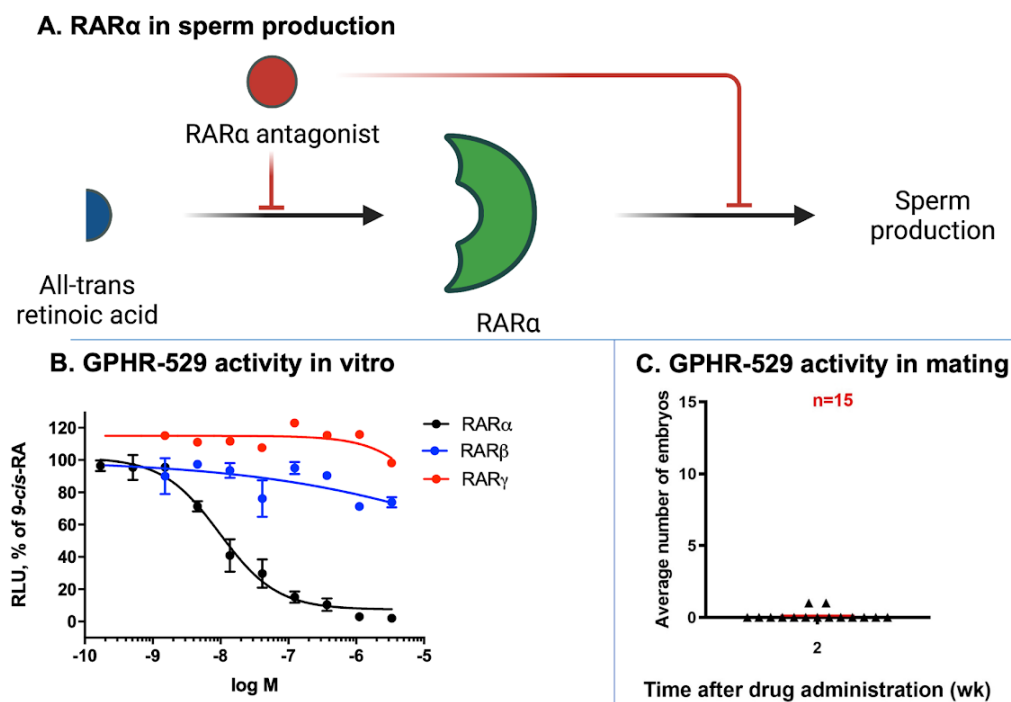 A. RARα in sperm production
RARα antagonist
All-trans
retinoic acid
RARα
Sperm
production
B. GPHR-529 activity in vitro
RLU, % of 9-cis-RA
120
100
80
60
40
20
0
-10 -9 -8 -7 -6 -5
log M
RARα
RARβ
RARγ
C. GPHR-529 activity in mating
n=15
Average number of embryos
15
10
5
0
2
Time after drug administration (wk)